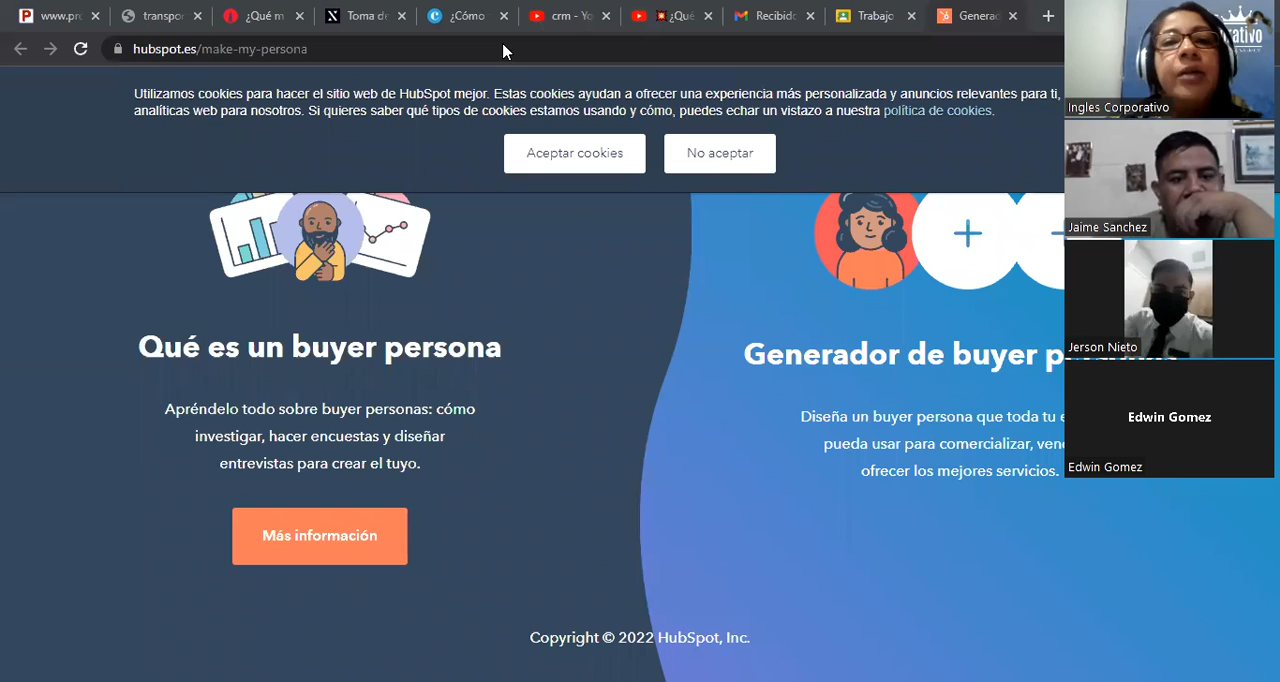 www.pro
transpor
¿Qué m
Toma de
¿Cómo
crm - Yo
¿Qué
Recibido
Trabajo
Generad
hubspot.es/make-my-persona
Utilizamos cookies para hacer el sitio web de HubSpot mejor. Estas cookies ayudan a ofrecer una experiencia más personalizada y anuncios relevantes para ti,
analíticas web para nosotros. Si quieres saber qué tipos de cookies estamos usando y cómo, puedes echar un vistazo a nuestra política de cookies.
Aceptar cookies
No aceptar
Qué es un buyer persona
Apréndelo todo sobre buyer personas: cómo
investigar, hacer encuestas y diseñar
entrevistas para crear el tuyo.
Más información
Generador de buyer p
Diseña un buyer persona que toda tu e
pueda usar para comercializar, ven
ofrecer los mejores servicios.
Copyright © 2022 HubSpot, Inc.
Ingles Corporativo
Jaime Sanchez
Jerson Nieto
Edwin Gomez
Edwin Gomez